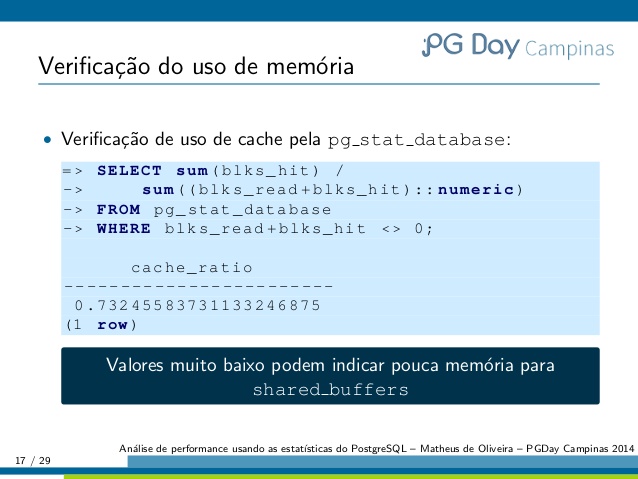 PG Day Campinas
Verificação do uso de memória
• Verificação de uso de cache pela pg_stat_database:
=> SELECT sum(blks_hit) /
->     sum((blks_read+blks_hit)::numeric)
-> FROM pg_stat_database
-> WHERE blks_read+blks_hit <> 0;
cache_ratio
------------------------
0.73245583731133246875
(1 row)
Valores muito baixo podem indicar pouca memória para
shared_buffers
Análise de performance usando as estatísticas do PostgreSQL – Matheus de Oliveira – PGDay Campinas 2014
17 / 29